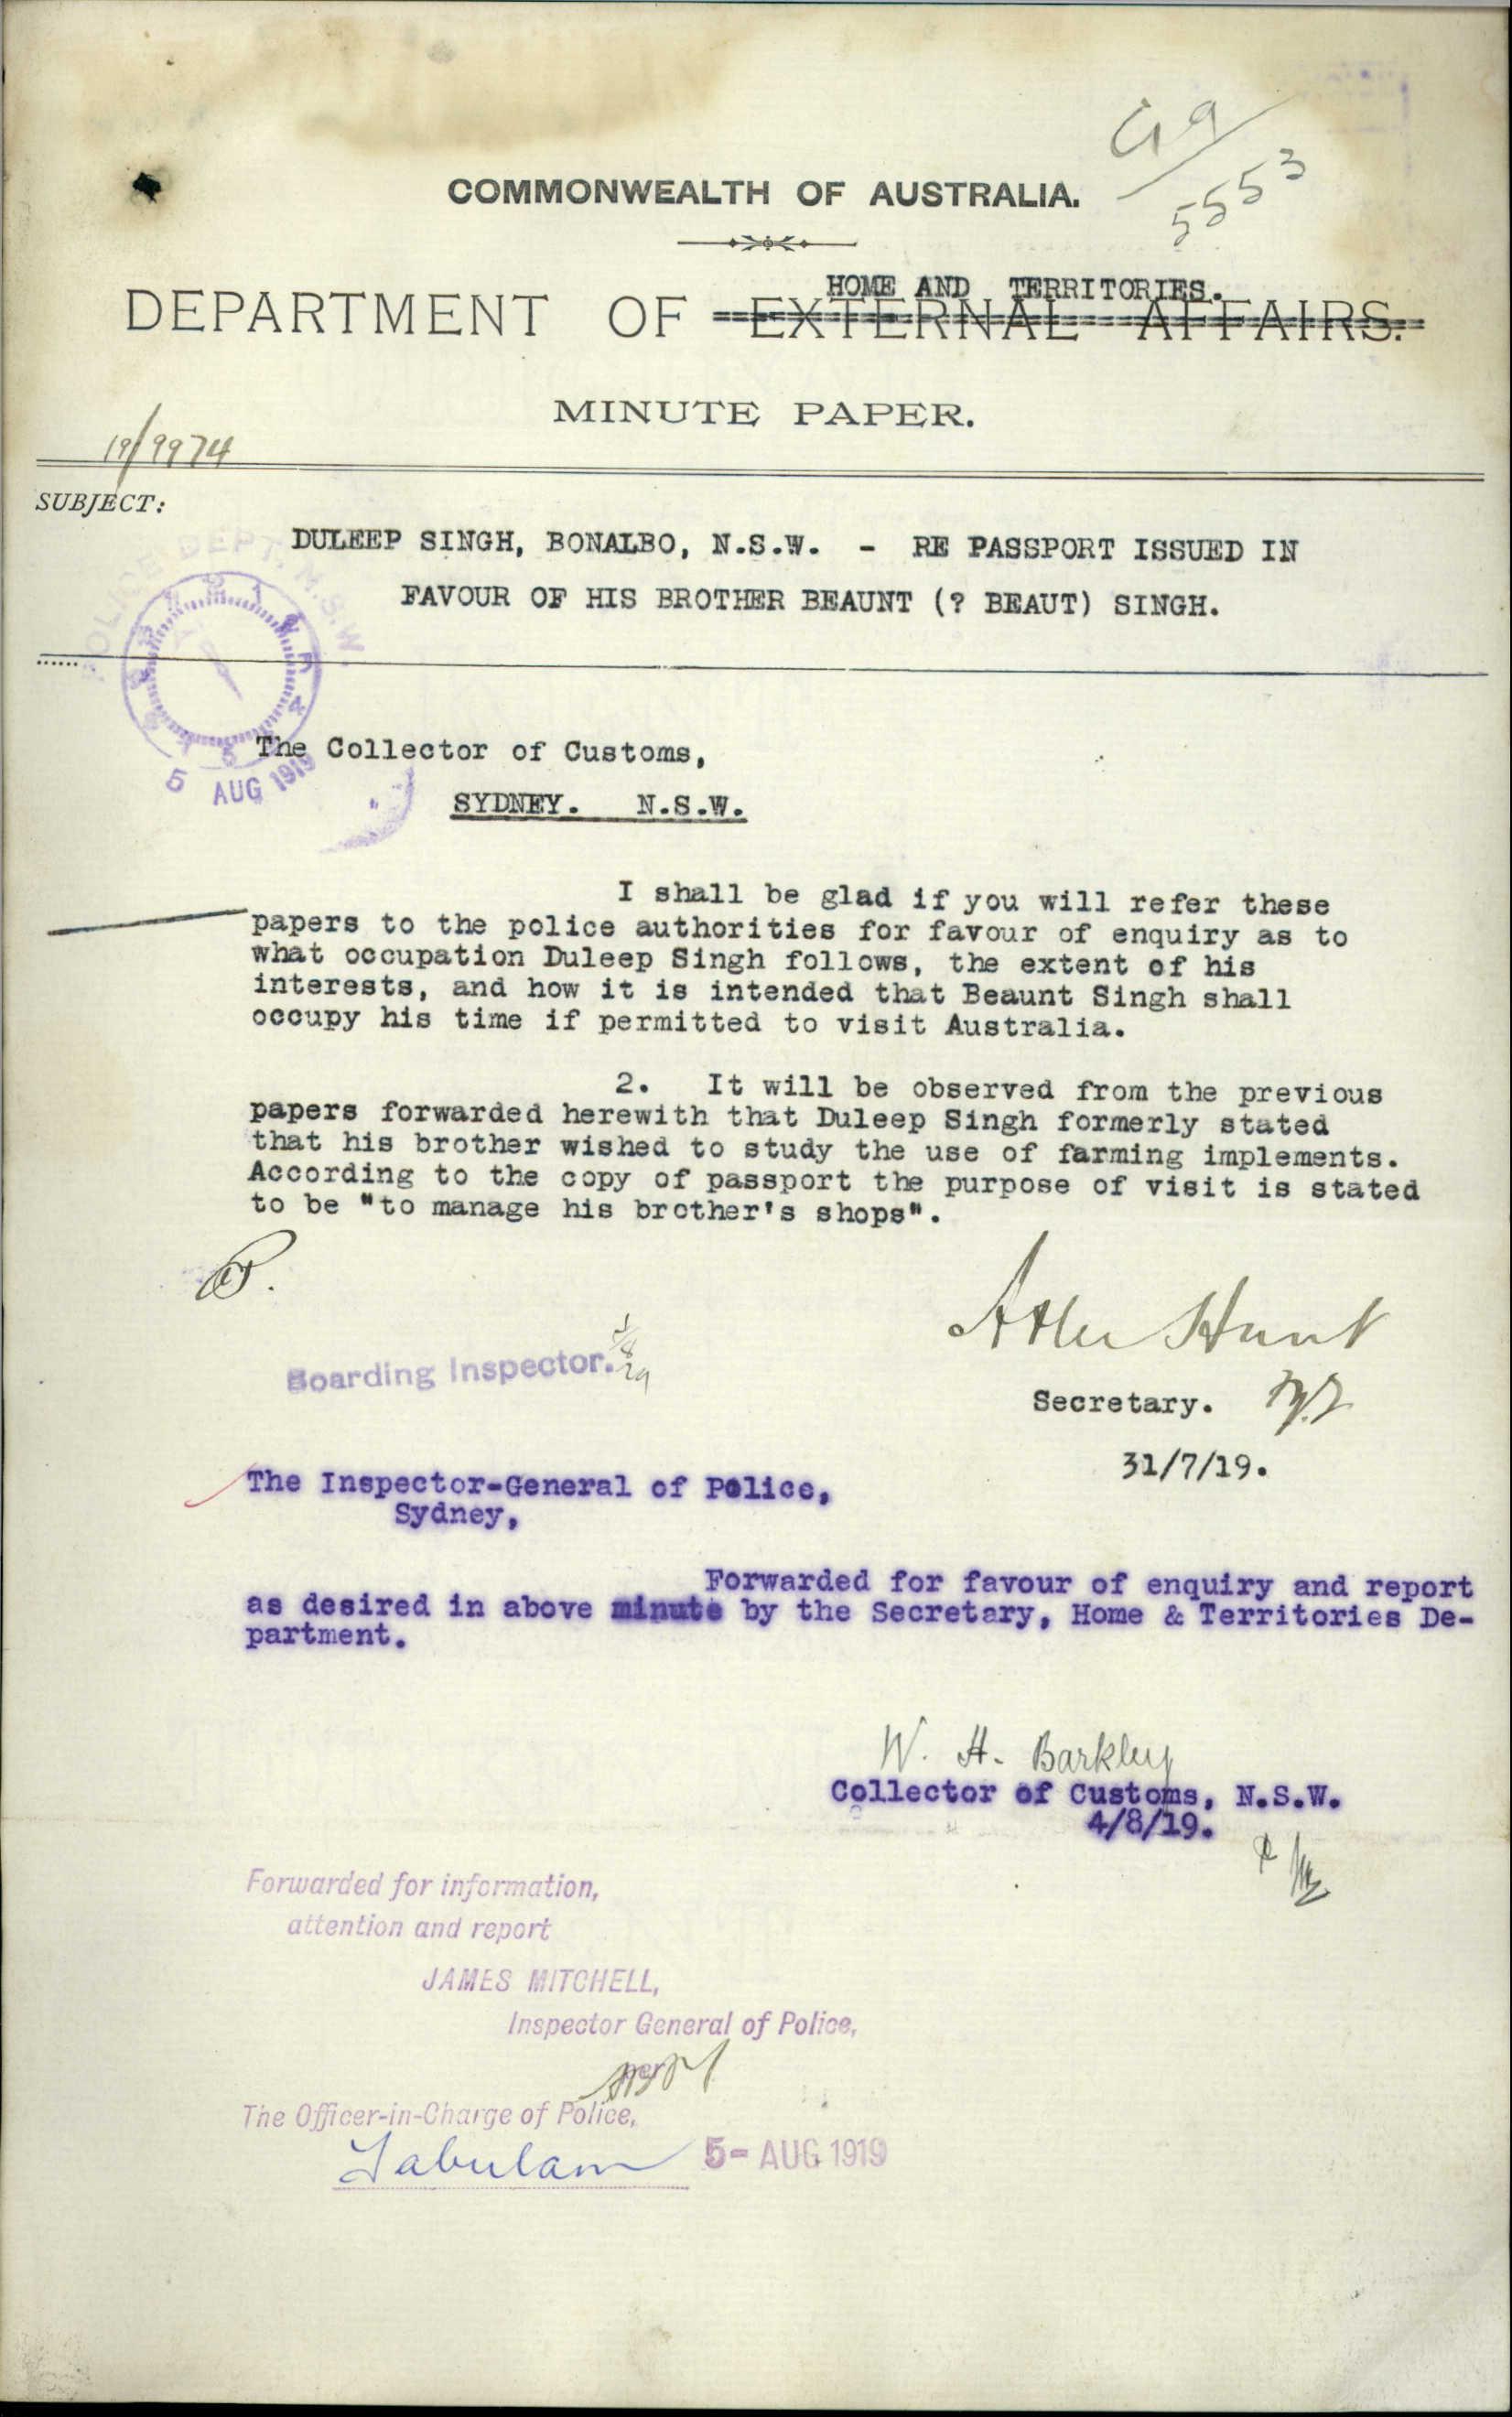 C19/5553
COMMONWEALTH OF AUSTRALIA.
HOME AND TERRITORIES.
DEPARTMENT OF EXTERNAL AFFAIRS.
MINUTE PAPER.
19/9974
SUBJECT:
DULEEP SINGH, BONALBO, N.S.W. - RE PASSPORT ISSUED IN
FAVOUR OF HIS BROTHER BEAUNT (? BEAUT) SINGH.
POLICE DEPT. N.S.W.
5 AUG 1919
The Collector of Customs,
SYDNEY. N.S.W.
I shall be glad if you will refer these
papers to the police authorities for favour of enquiry as to
what occupation Duleep Singh follows, the extent of his
interests, and how it is intended that Beaunt Singh shall
occupy his time if permitted to visit Australia.
2. It will be observed from the previous
papers forwarded herewith that Duleep Singh formerly stated
that his brother wished to study the use of farming implements.
According to the copy of passport the purpose of visit is stated
to be "to manage his brother's shops".
Atlee Hunt
Boarding Inspector.
Secretary.
31/7/19.
The Inspector-General of Police,
Sydney,
Forwarded for favour of enquiry and report
as desired in above minute by the Secretary, Home & Territories De-
partment.
W. H. Barkley
Collector of Customs, N.S.W.
4/8/19.
Forwarded for information,
attention and report
JAMES MITCHELL,
Inspector General of Police,
per
The Officer-in-Charge of Police,
Tabulam 5- AUG 1919